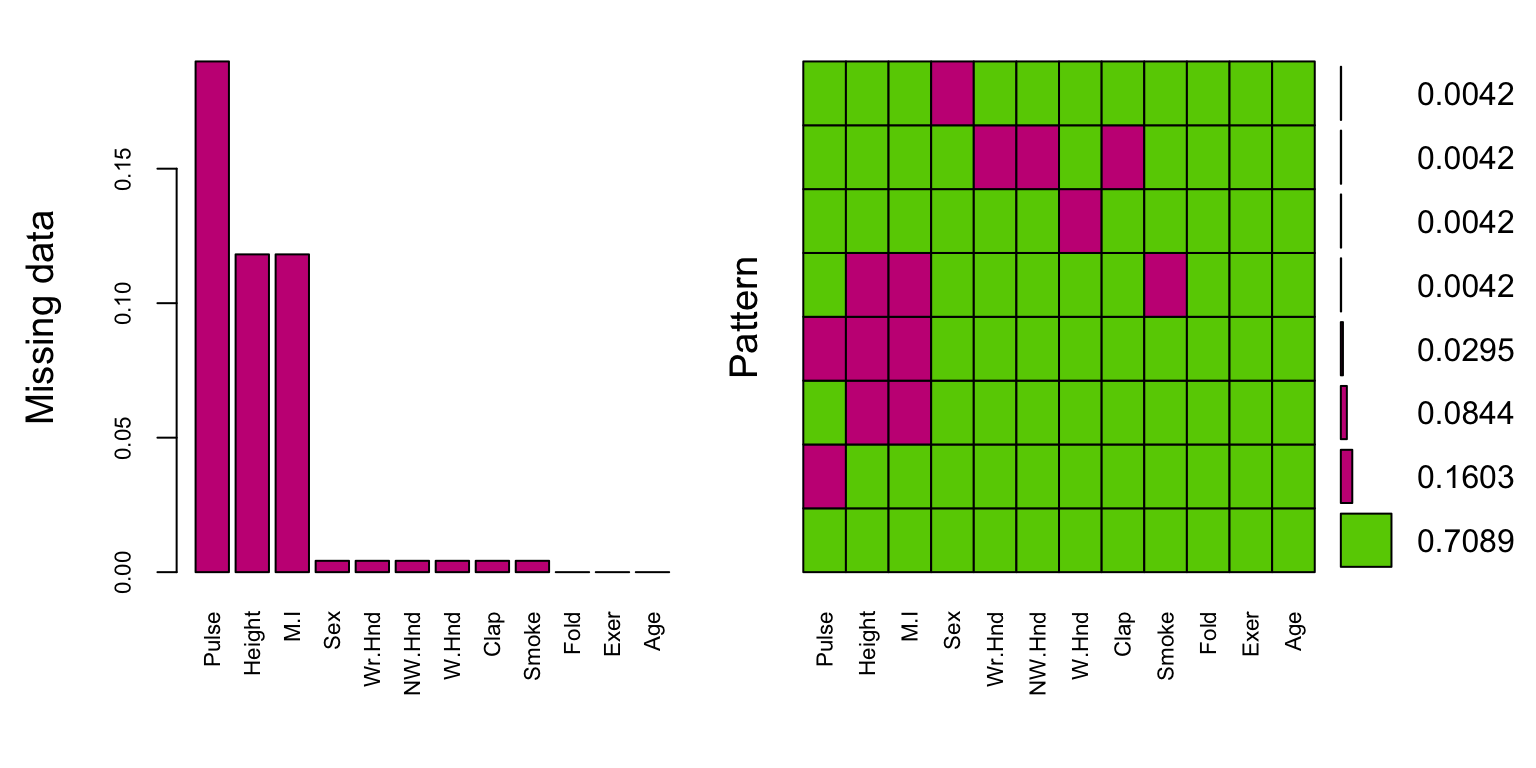 Missing data
0.00
0.05
0.10
0.15
Pulse
Height
M.I
Sex
Wr.Hnd
NW.Hnd
W.Hnd
Clap
Smoke
Fold
Exer
Age
Pattern
Pulse
Height
M.I
Sex
Wr.Hnd
NW.Hnd
W.Hnd
Clap
Smoke
Fold
Exer
Age
0.0042
0.0042
0.0042
0.0042
0.0295
0.0844
0.1603
0.7089